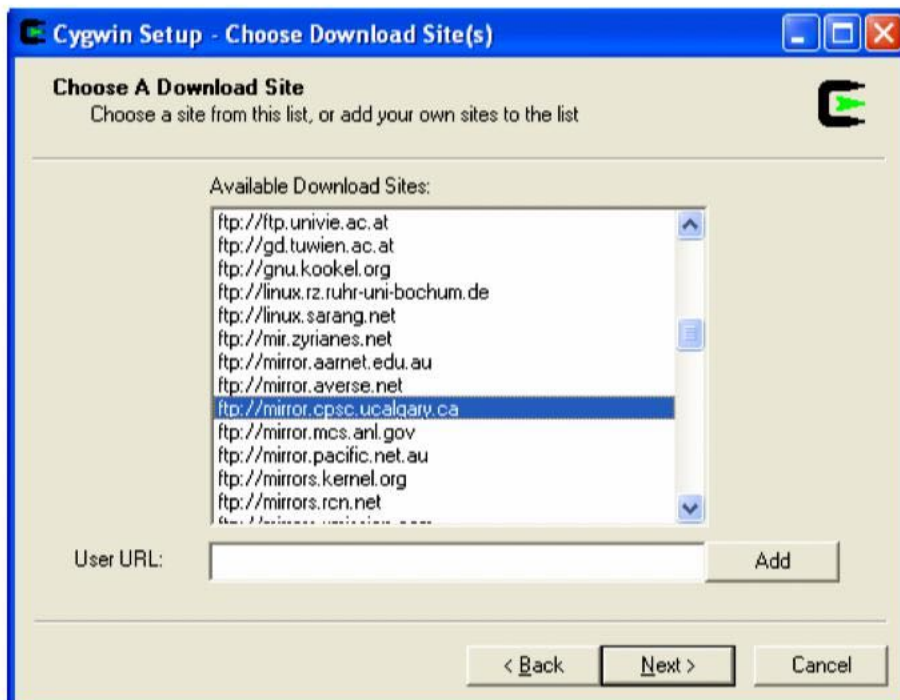 Cygwin Setup - Choose Download Site(s)
Choose A Download Site
Choose a site from this list, or add your own sites to the list
Available Download Sites:
ftp://ftp.univie.ac.at
ftp://gd.tuwien.ac.at
ftp://gnu.kookel.org
ftp://linux.rz.ruhr-uni-bochum.de
ftp://linux.sarang.net
ftp://mir.zyrianes.net
ftp://mirror.aarnet.edu.au
ftp://mirror.averse.net
ftp://mirror.cpsc.ucalgary.ca
ftp://mirror.mcs.anl.gov
ftp://mirror.pacific.net.au
ftp://mirrors.kernel.org
ftp://mirrors.rcn.net
User URL:
Add
< Back
Next >
Cancel